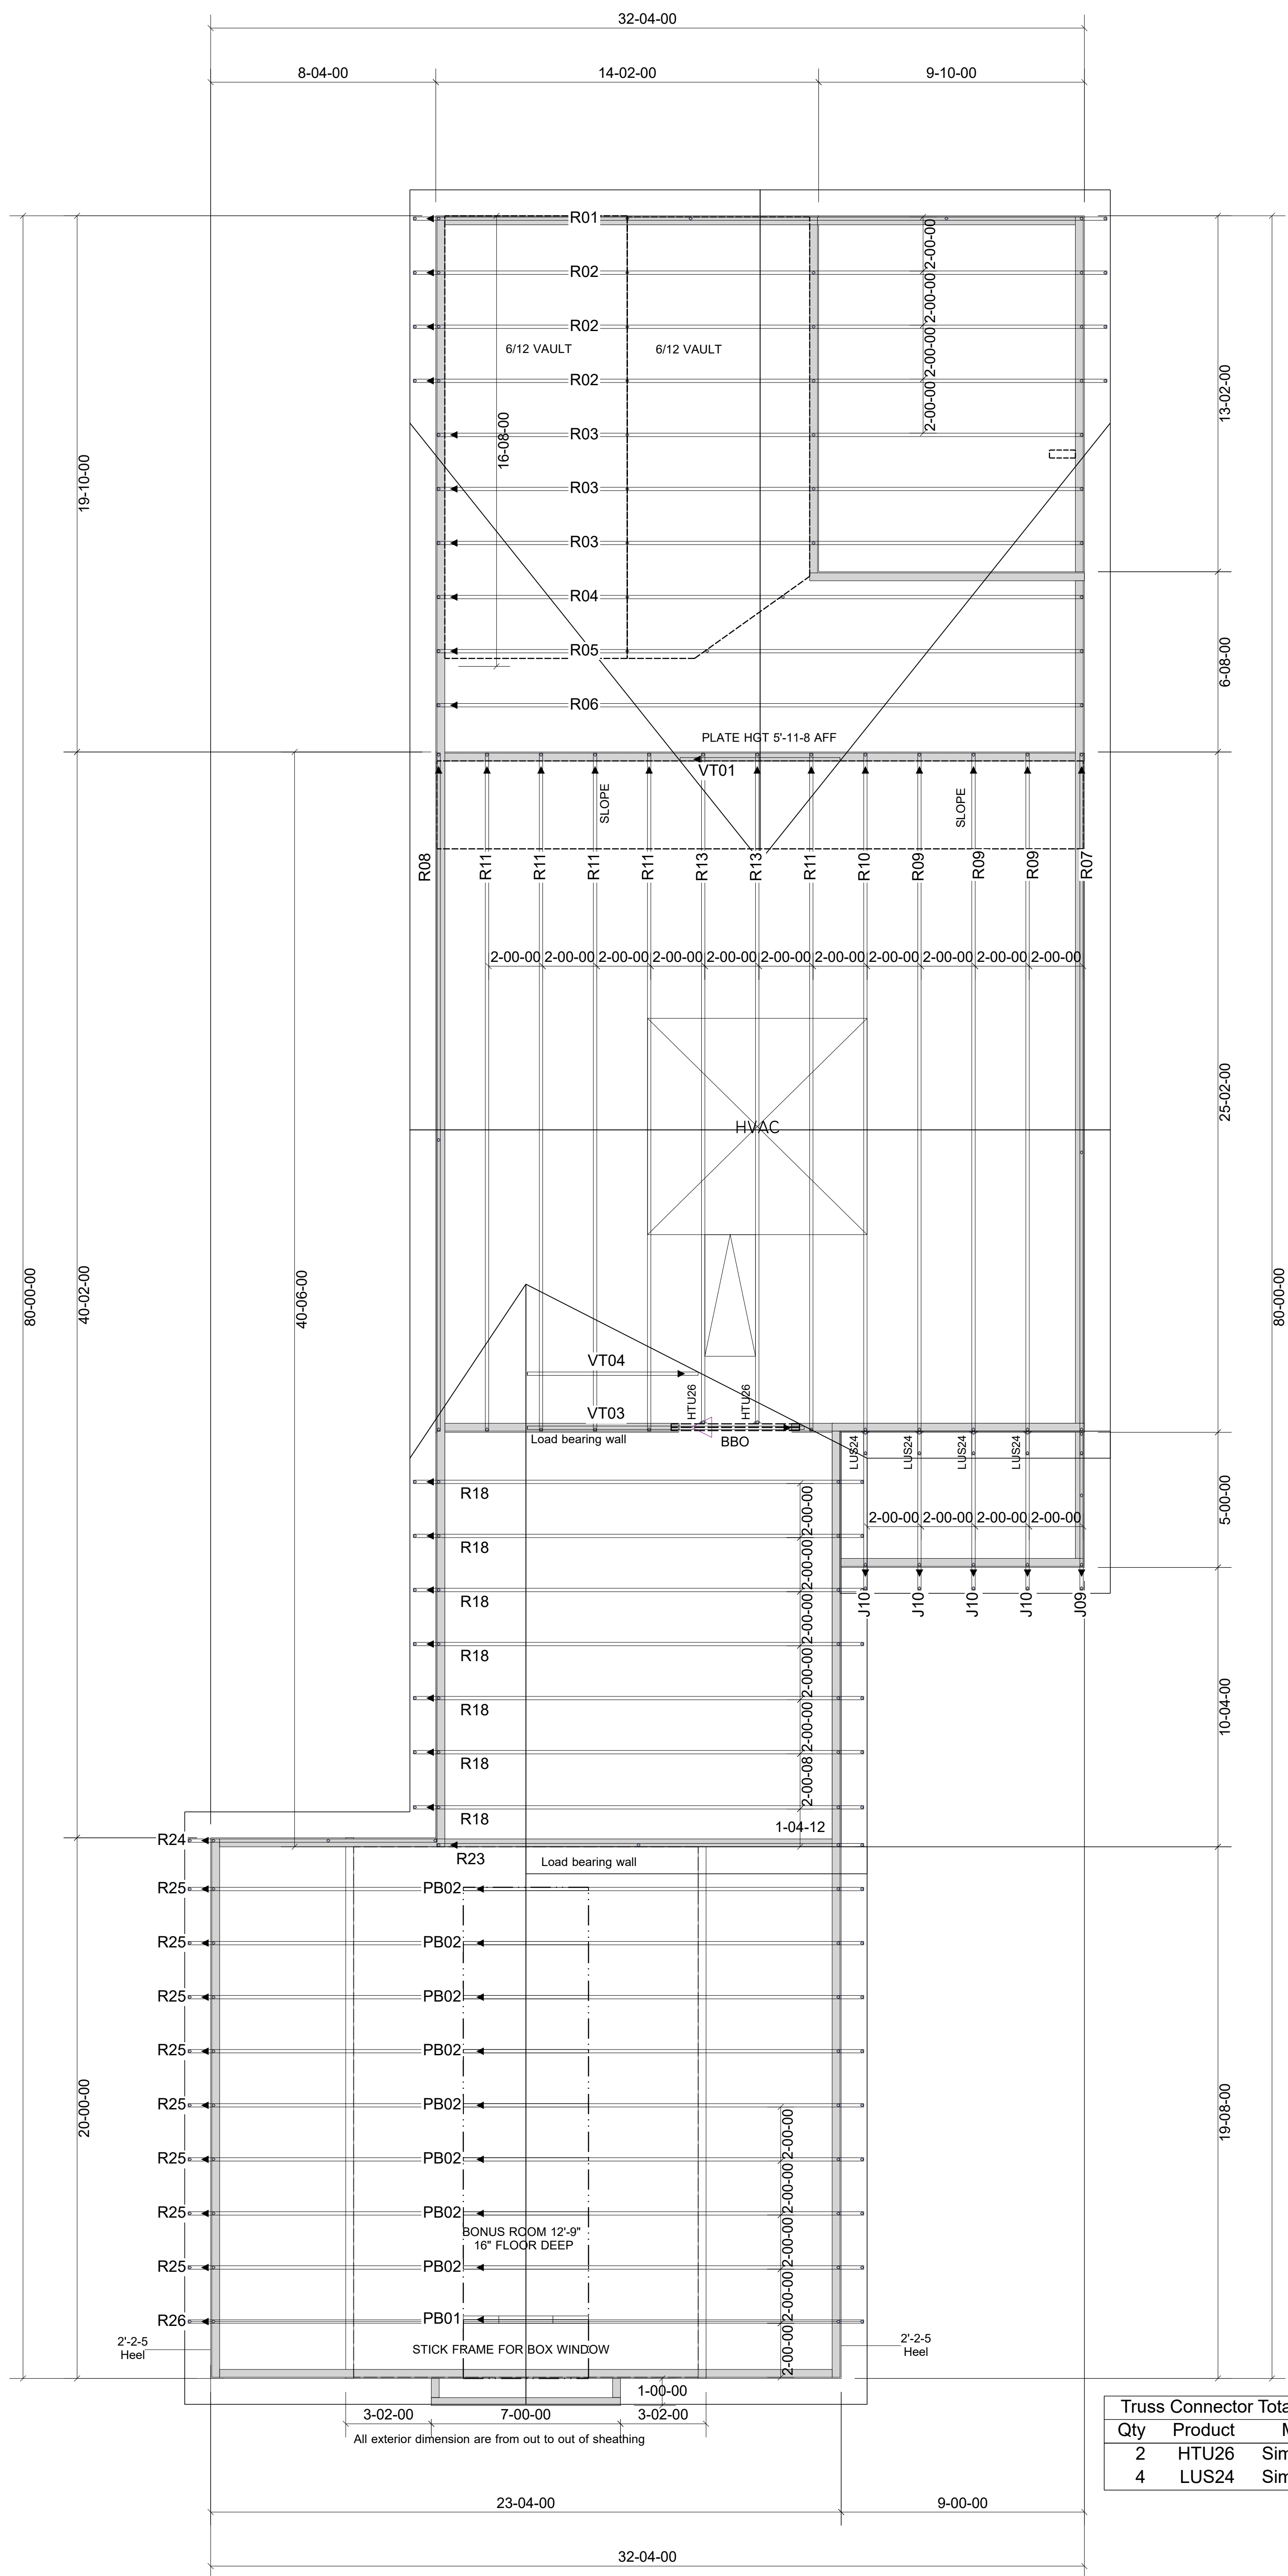 32-04-00
8-04-00
14-02-00
9-10-00
R01
R02
R02
R02
R03
R03
R03
R04
R05
R06
6/12 VAULT
6/12 VAULT
16-08-00
2-00-00
2-00-00
2-00-00
2-00-00
13-02-00
19-10-00
6-08-00
PLATE HGT 5'-11-8 AFF
VT01
SLOPE
SLOPE
R08
R11
R11
R11
R11
R13
R13
R11
R10
R09
R09
R09
R07
2-00-00
2-00-00
2-00-00
2-00-00
2-00-00
2-00-00
2-00-00
2-00-00
2-00-00
2-00-00
2-00-00
HVAC
25-02-00
80-00-00
40-02-00
40-06-00
80-00-00
VT04
HTU26
HTU26
VT03
Load bearing wall
BBO
LUS24
LUS24
LUS24
LUS24
2-00-00
2-00-00
2-00-00
2-00-00
5-00-00
J10
J10
J10
J10
J09
R18
R18
R18
R18
R18
R18
R18
2-00-00
2-00-00
2-00-00
2-00-00
2-00-00
2-00-08
1-04-12
10-04-00
R24
R23
Load bearing wall
R25
PB02
R25
PB02
R25
PB02
R25
PB02
R25
PB02
R25
PB02
R25
PB02
R25
PB02
R26
PB01
BONUS ROOM 12'-9"
16" FLOOR DEEP
STICK FRAME FOR BOX WINDOW
2-00-00
2-00-00
2-00-00
2-00-00
2-00-00
20-00-00
19-08-00
2'-2-5
Heel
2'-2-5
Heel
1-00-00
3-02-00
7-00-00
3-02-00
All exterior dimension are from out to out of sheathing
Truss Connector Tota
Qty Product M
2 HTU26 Sim
4 LUS24 Sim
23-04-00
9-00-00
32-04-00